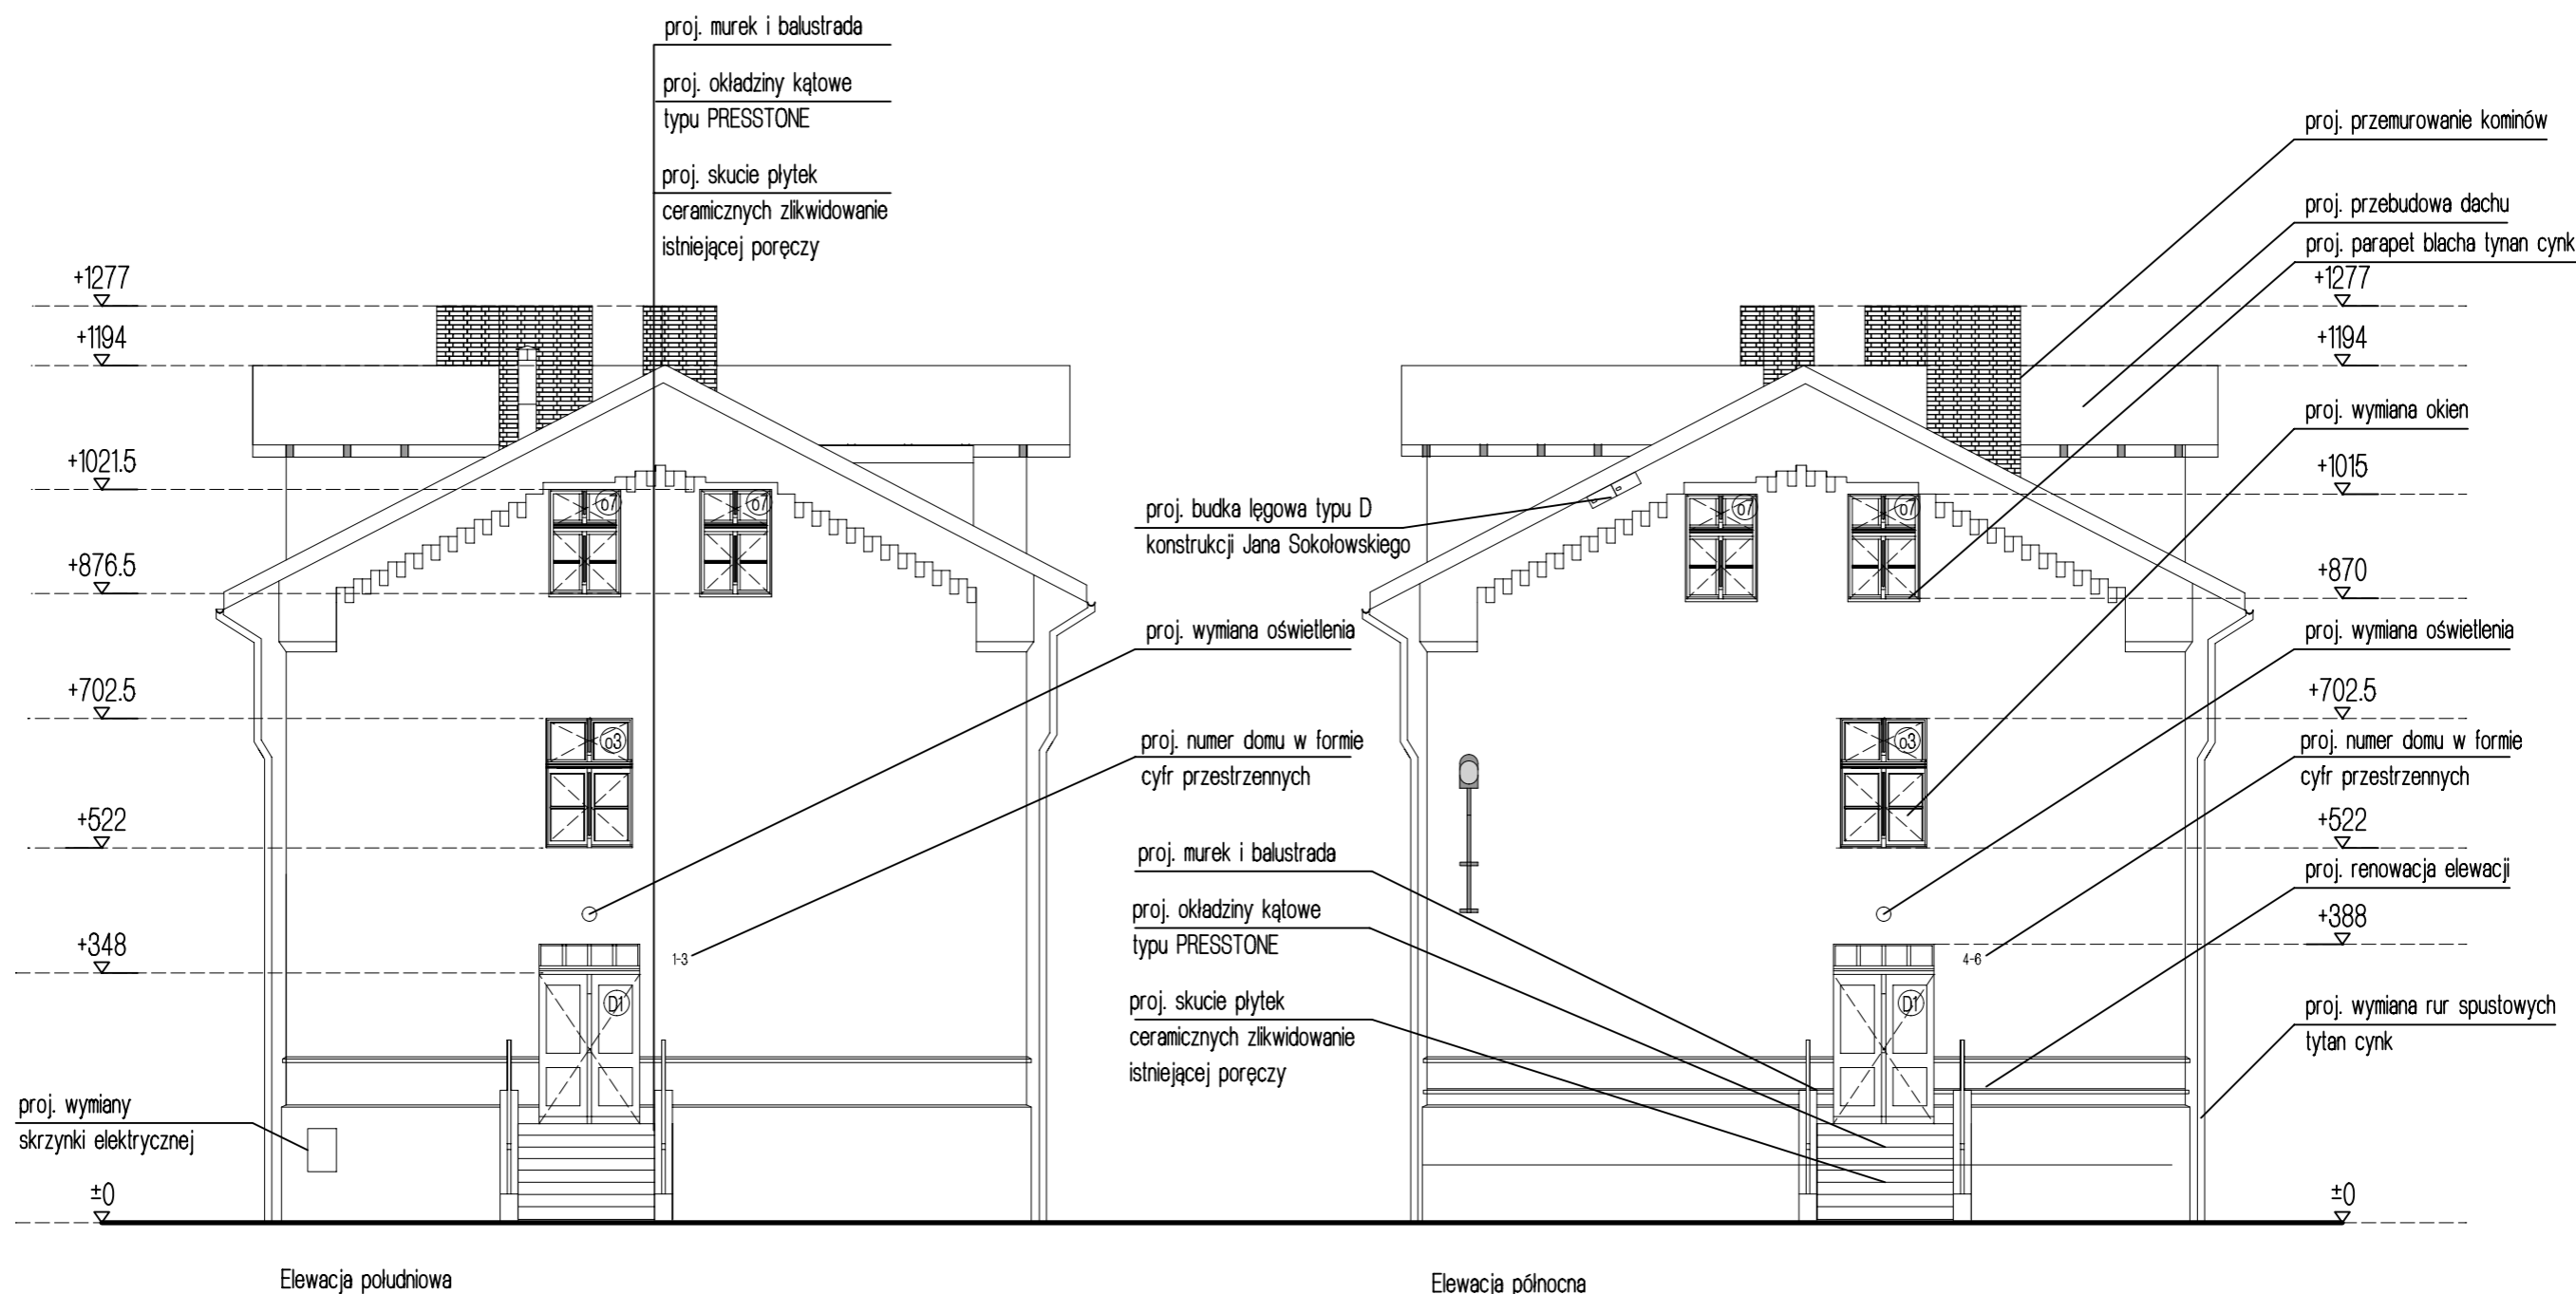 proj. murek i balustrada
proj. okładziny kątowe
typu PRESSTONE
proj. skucie płytek
ceramicznych zlikwidowanie
istniejącej poręczy
+1277
+1194
+1021.5
+876.5
+702.5
+522
+348
±0
o7
o7
o3
D1
1-3
proj. wymiany
skrzynki elektrycznej
Elewacja południowa
proj. budka lęgowa typu D
konstrukcji Jana Sokołowskiego
proj. wymiana oświetlenia
proj. numer domu w formie
cyfr przestrzennych
proj. murek i balustrada
proj. okładziny kątowe
typu PRESSTONE
proj. skucie płytek
ceramicznych zlikwidowanie
istniejącej poręczy
o7
o7
o3
D1
4-6
proj. przemurowanie kominów
proj. przebudowa dachu
proj. parapet blacha tynan cynk
+1277
+1194
proj. wymiana okien
+1015
+870
proj. wymiana oświetlenia
+702.5
proj. numer domu w formie
cyfr przestrzennych
+522
proj. renowacja elewacji
+388
proj. wymiana rur spustowych
tytan cynk
±0
Elewacja północna